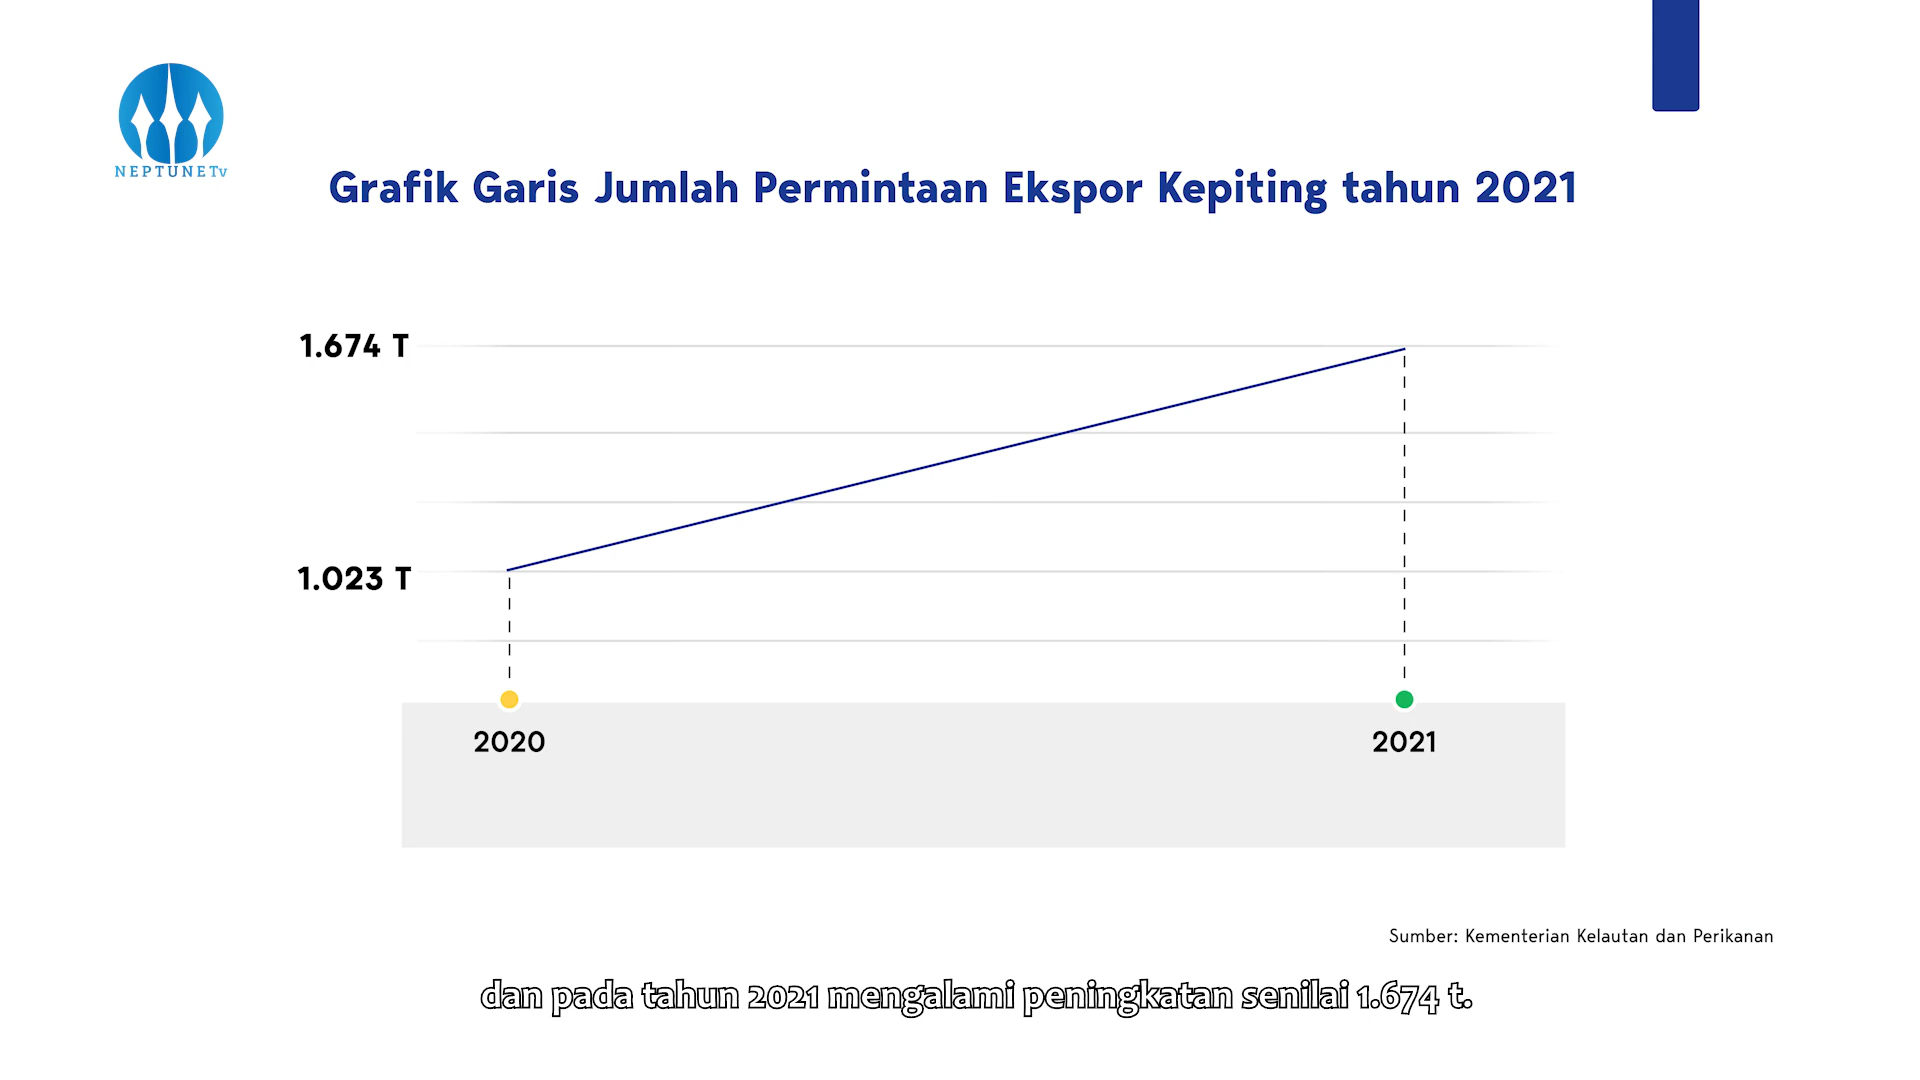 NEPTUNETv
Grafik Garis Jumlah Permintaan Ekspor Kepiting tahun 2021
1.674 T
1.023 T
2020
2021
Sumber: Kementerian Kelautan dan Perikanan
dan pada tahun 2021 mengalami peningkatan senilai 1.674 t.